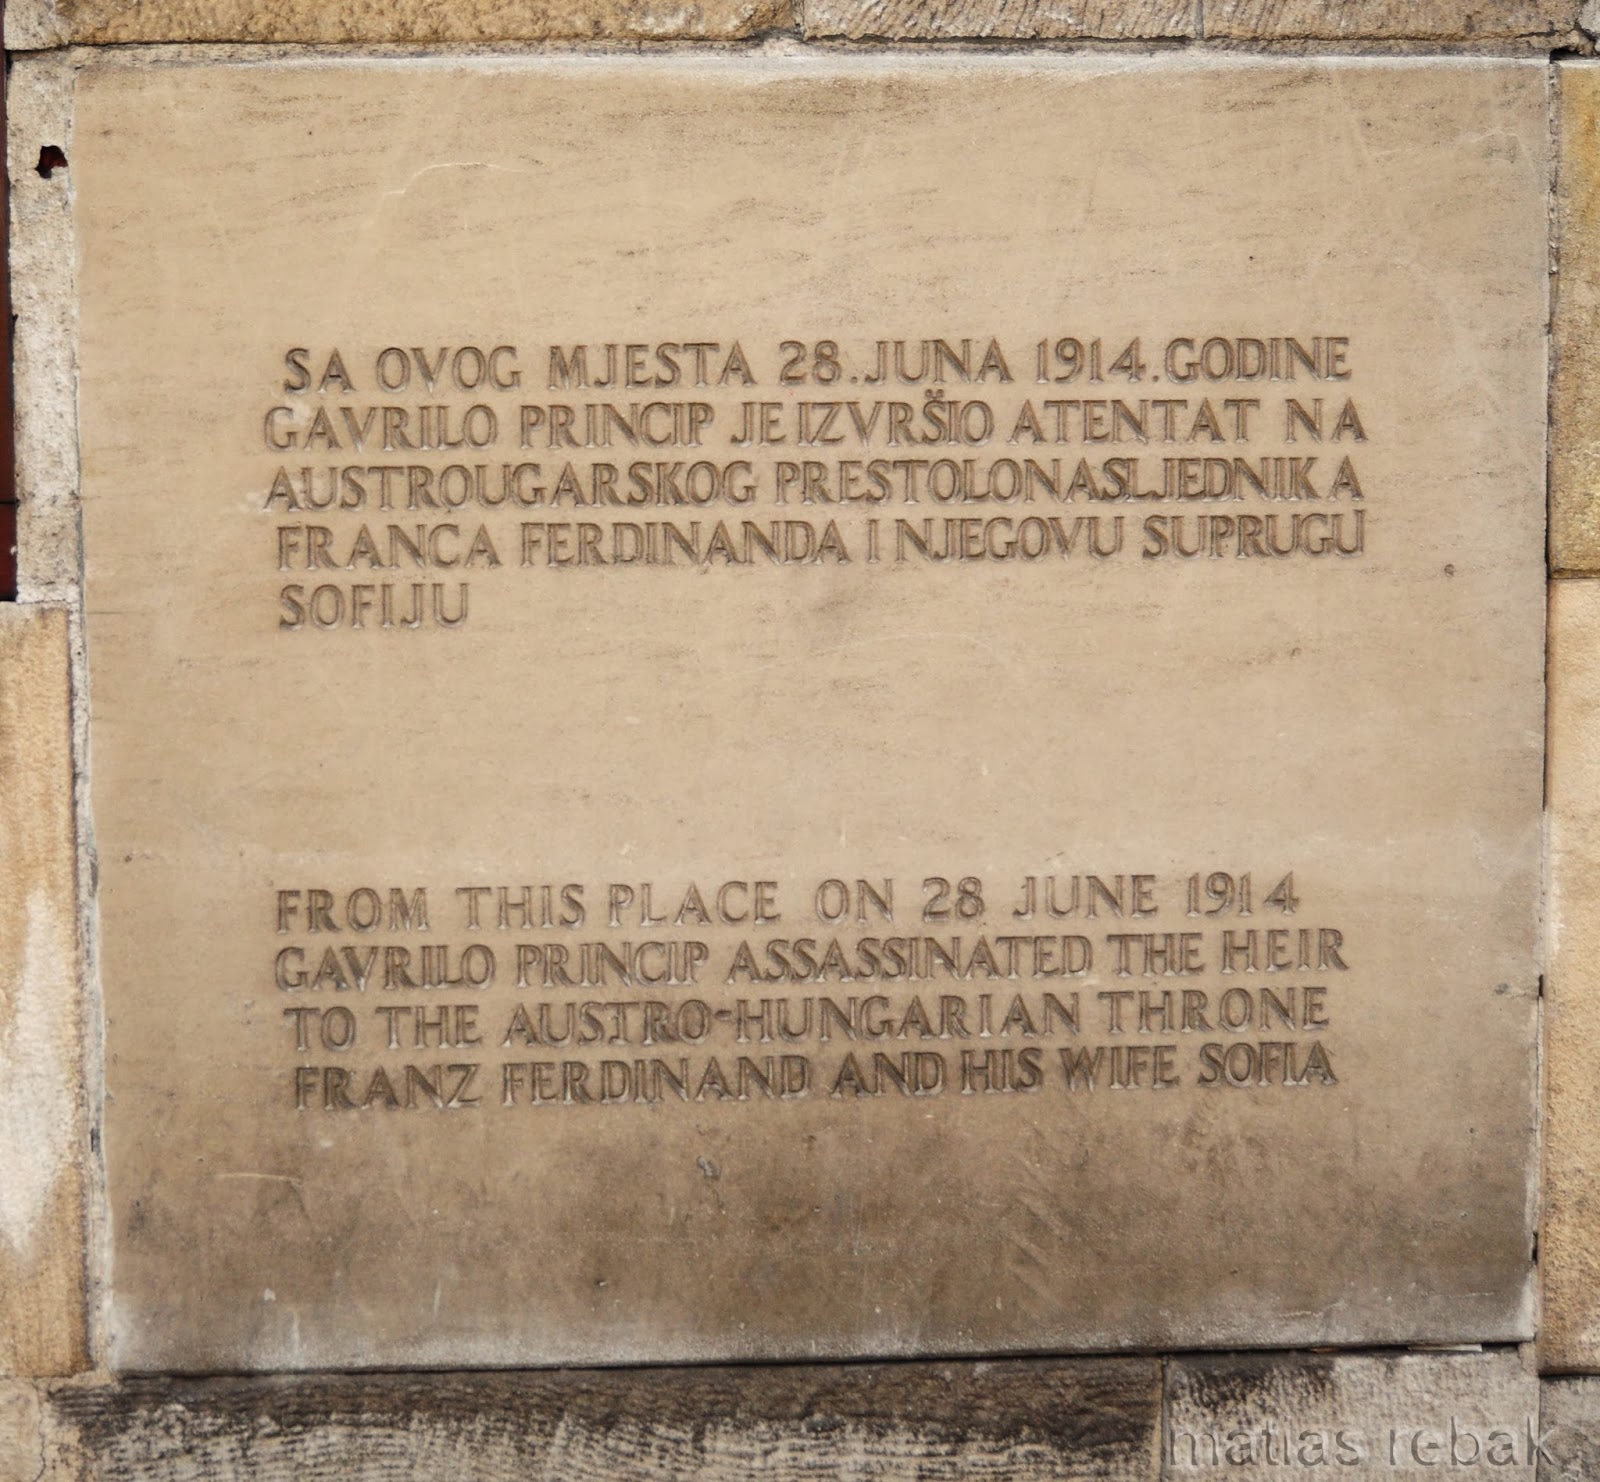 SA OVOG MJESTA 28. JUNA 1914. GODINE
GAVRILO PRINCIP JE IZVRŠIO ATENTAT NA
AUSTROUGARSKOG PRESTOLONASLJEDNIKA
FRANCA FERDINANDA I NJEGOVU SUPRUGU
SOFIJU
FROM THIS PLACE ON 28 JUNE 1914
GAVRILO PRINCIP ASSASSINATED THE HEIR
TO THE AUSTRO-HUNGARIAN THRONE
FRANZ FERDINAND AND HIS WIFE SOFIA
matias rebak